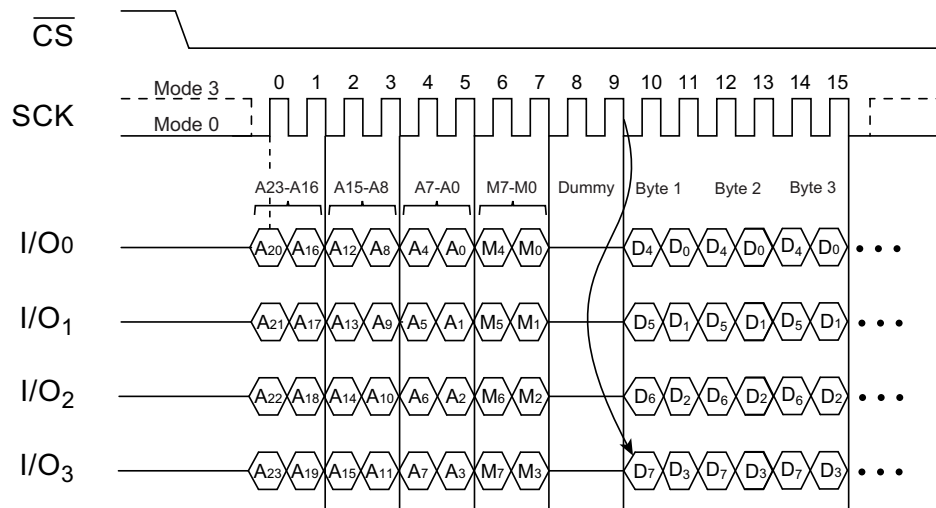 CS
0 1 2 3 4 5 6 7 8 9 10 11 12 13 14 15
Mode 3
SCK
Mode 0
A23-A16 A15-A8 A7-A0 M7-M0 Dummy Byte 1 Byte 2 Byte 3
I/O0 A20 A16 A12 A8 A4 A0 M4 M0 D4 D0 D4 D0 D4 D0
I/O1 A21 A17 A13 A9 A5 A1 M5 M1 D5 D1 D5 D1 D5 D1
I/O2 A22 A18 A14 A10 A6 A2 M6 M2 D6 D2 D6 D2 D6 D2
I/O3 A23 A19 A15 A11 A7 A3 M7 M3 D7 D3 D7 D3 D7 D3